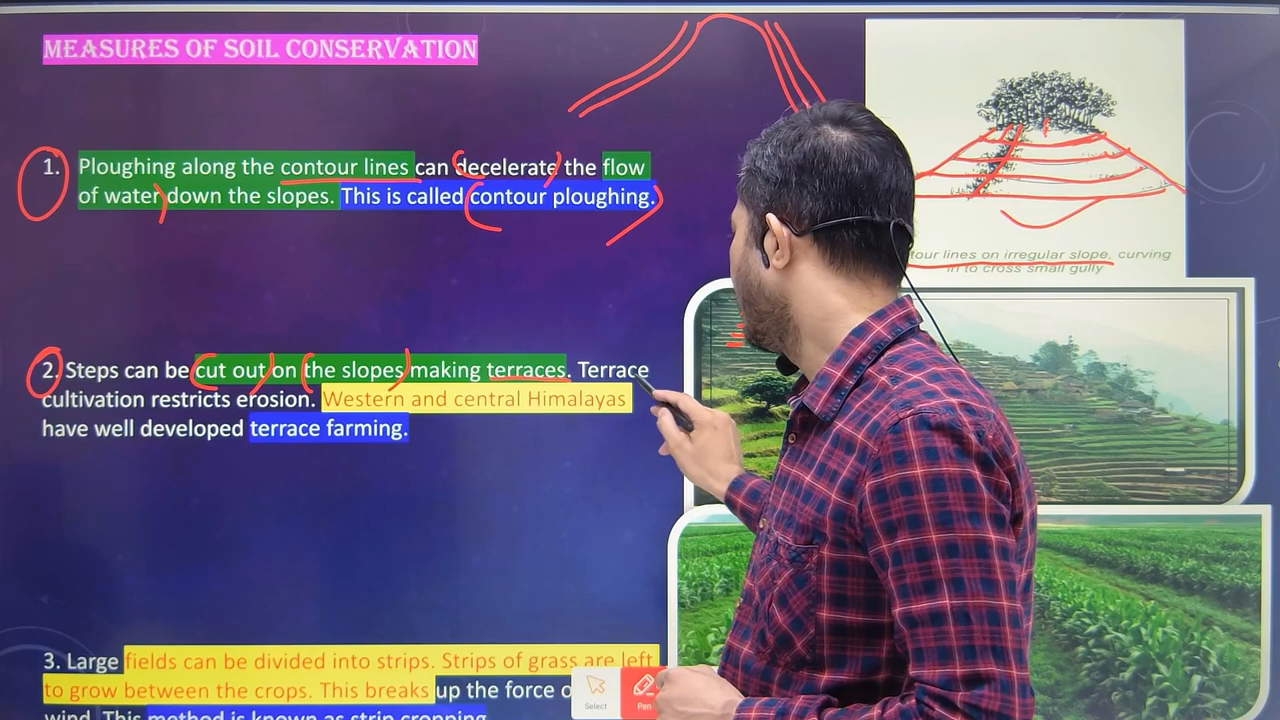 MEASURES OF SOIL CONSERVATION
1. Ploughing along the contour lines can decelerate the flow
of water down the slopes. This is called contour ploughing.
tour lines on irregular slope, curving
in to cross small gully
2. Steps can be cut out on the slopes making terraces. Terrace
cultivation restricts erosion. Western and central Himalayas
have well developed terrace farming.
3. Large fields can be divided into strips. Strips of grass are left
to grow between the crops. This breaks up the force
wind. This method is known as strip cropping
Select
Pen